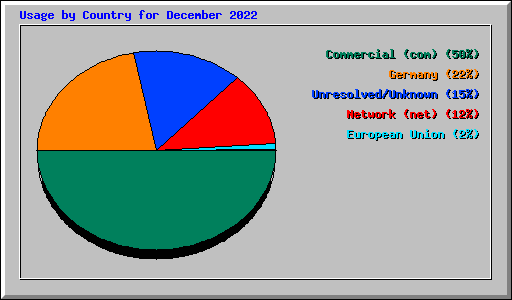 Usage by Country for December 2022
Commercial (com) (50%)
Germany (22%)
Unresolved/Unknown (15%)
Network (net) (12%)
European Union (2%)